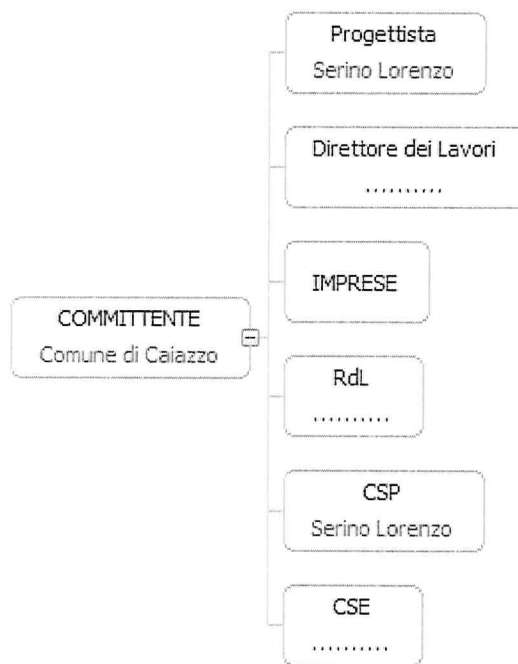 Progettista
Serino Lorenzo
Direttore dei Lavori
..........
IMPRESE
COMMITTENTE
Comune di Caiazzo
RdL
..........
CSP
Serino Lorenzo
CSE
..........